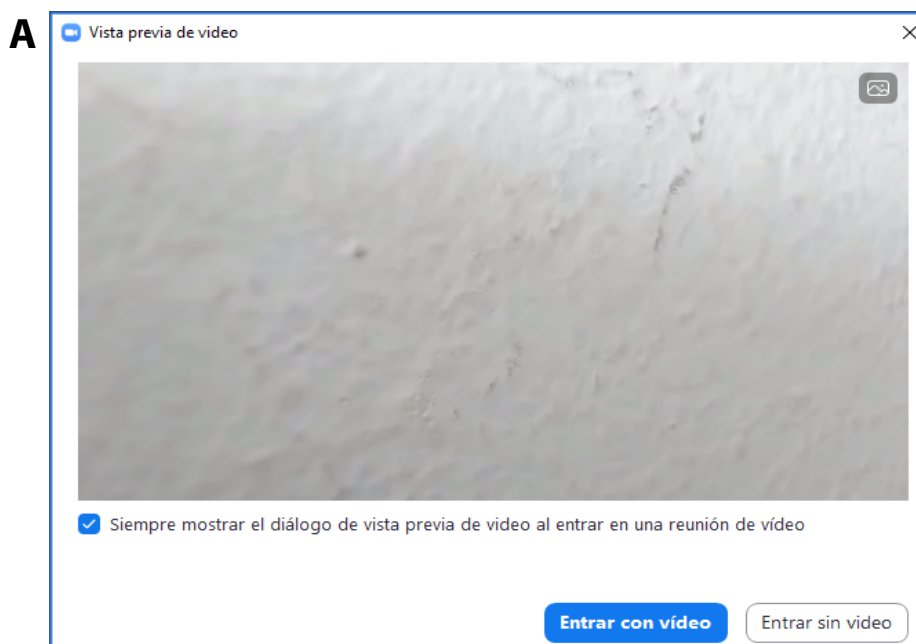 A
Vista previa de video
Siempre mostrar el diálogo de vista previa de video al entrar en una reunión de vídeo
Entrar con vídeo
Entrar sin video